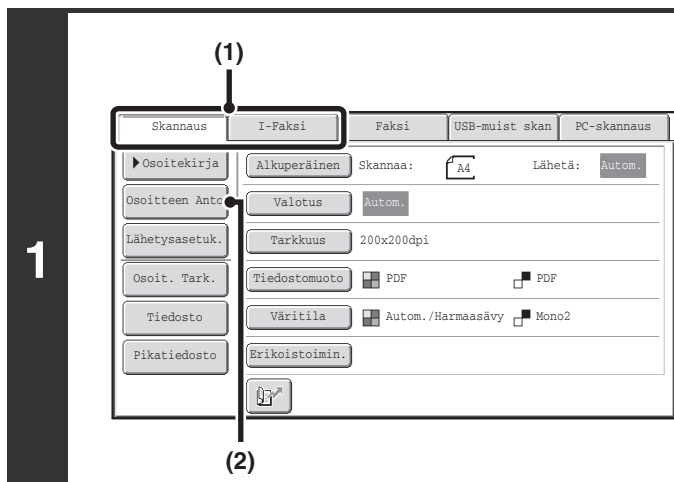 (1)
Skannaus I-Faksi Faksi USB-muist skan PC-skannaus
Osoitekirja Alkuperäinen Skannaa: A4 Lähetä: Autom.
Osoitteen Anto Valotus Autom.
Lähetysasetuk. Tarkkuus 200x200dpi
1
Osoit. Tark. Tiedostomuoto PDF PDF
Tiedosto Väritila Autom./Harmaasävy Mono2
Pikatiedosto Erikoistoimin.
(2)